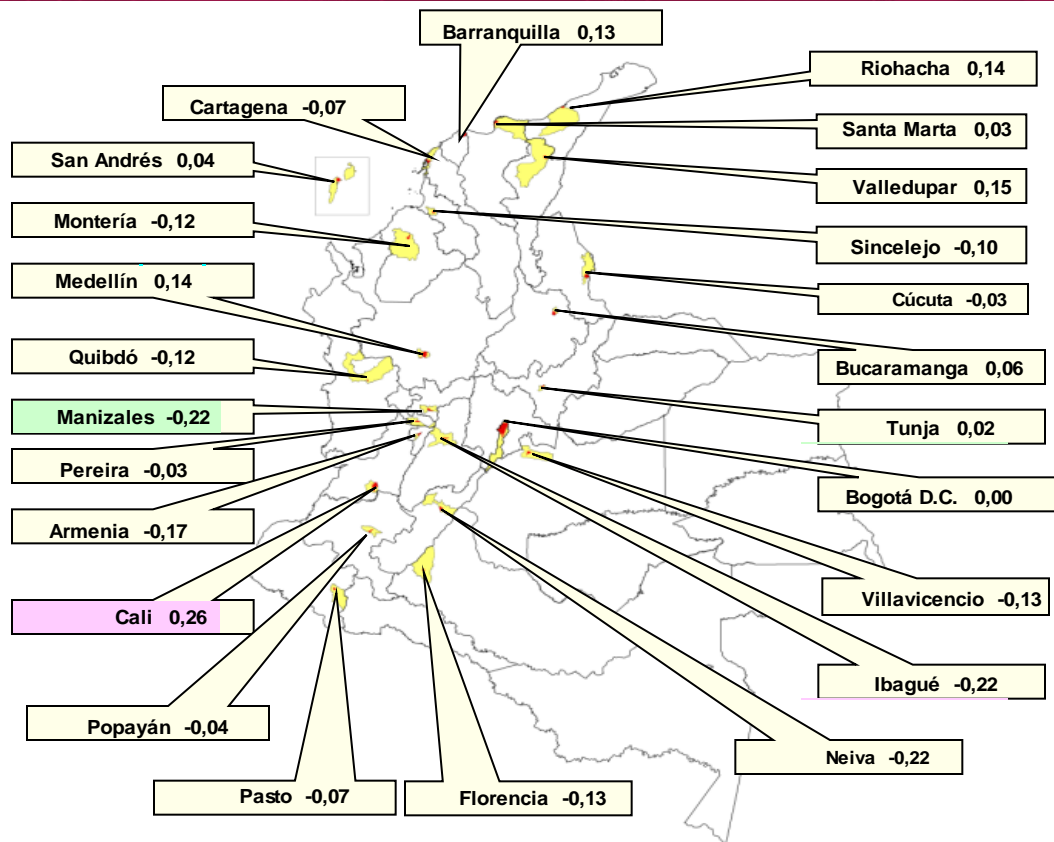 Barranquilla 0,13
Cartagena -0,07
San Andrés 0,04
Montería -0,12
Medellín 0,14
Quibdó -0,12
Manizales -0,22
Pereira -0,03
Armenia -0,17
Cali 0,26
Popayán -0,04
Pasto -0,07
Florencia -0,13
Riohacha 0,14
Santa Marta 0,03
Valledupar 0,15
Sincelejo -0,10
Cúcuta -0,03
Bucaramanga 0,06
Tunja 0,02
Bogotá D.C. 0,00
Villavicencio -0,13
Ibagué -0,22
Neiva -0,22